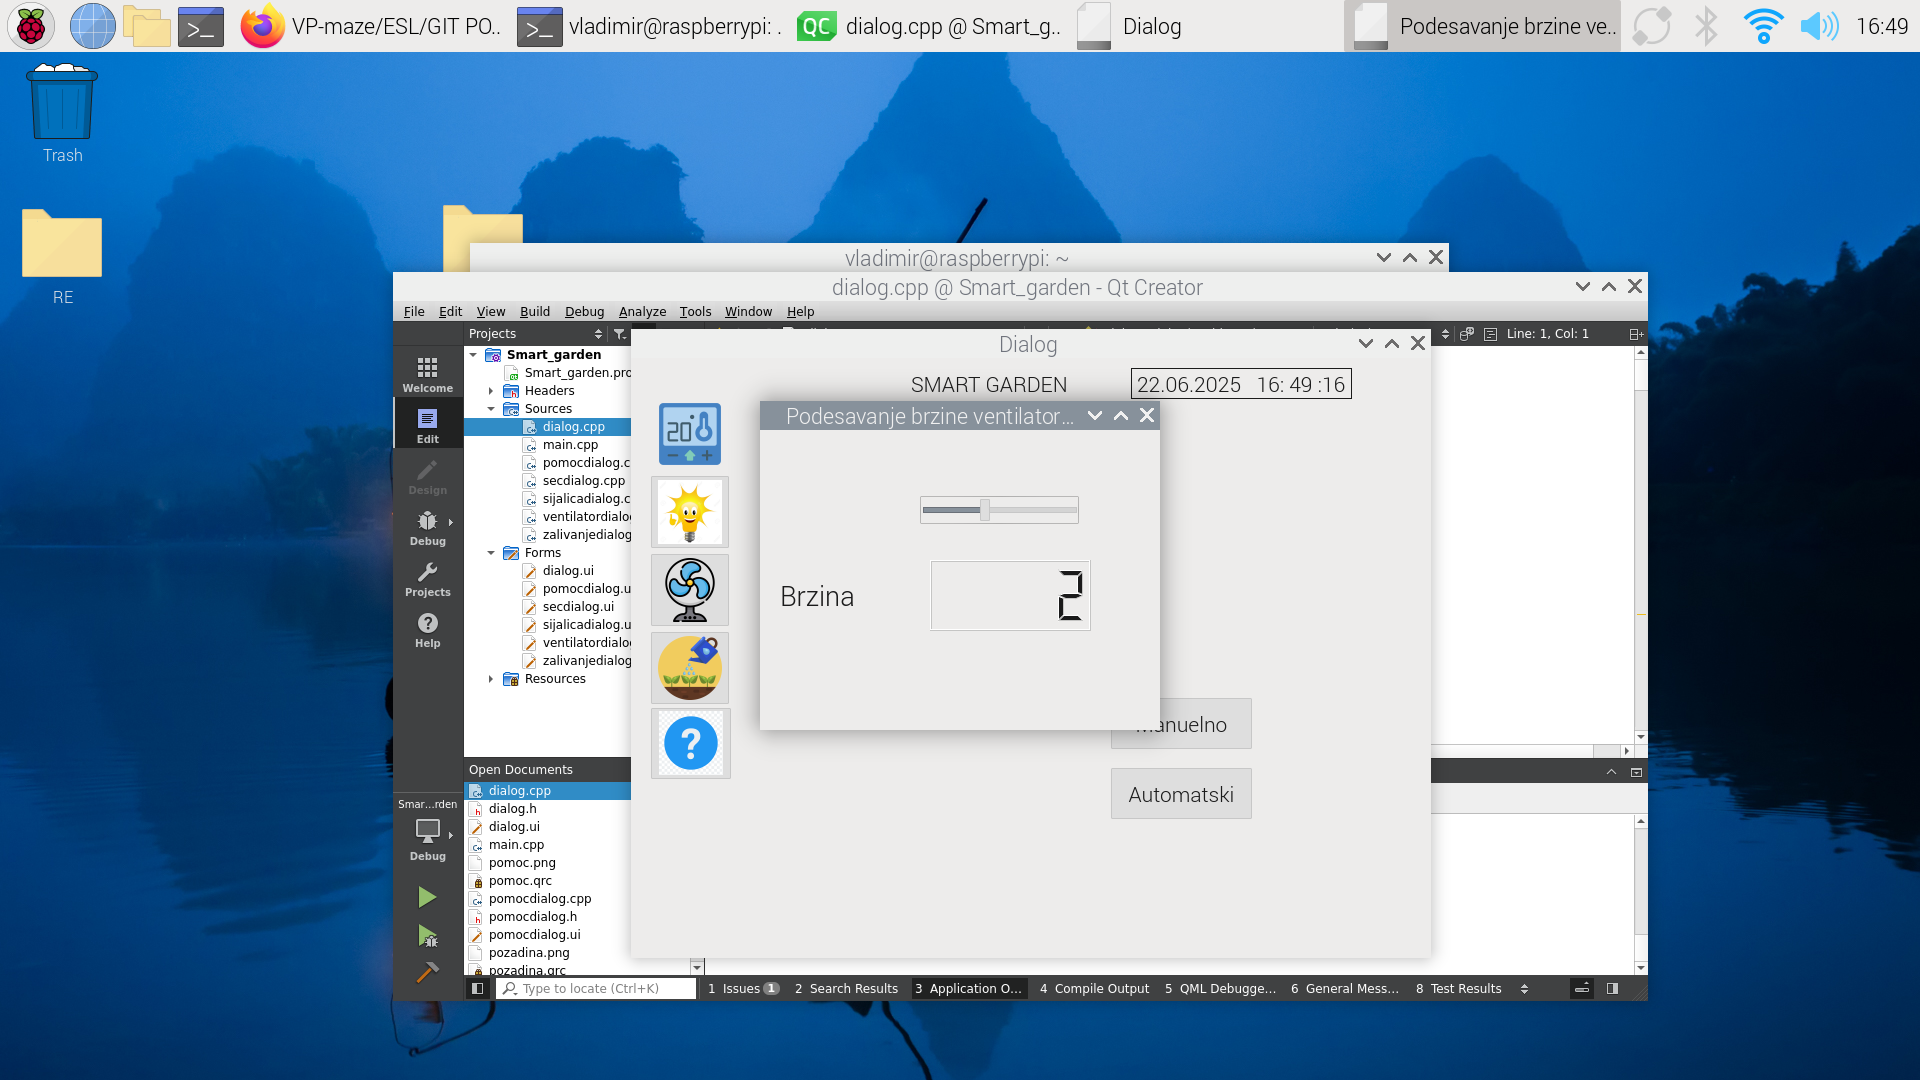 VP-maze/ESL/GIT PO..
vladimir@raspberrypi: .
QC
dialog.cpp @ Smart_g..
Dialog
Podesavanje brzine ve..
16:49
Trash
RE
vladimir@raspberrypi: ~
dialog.cpp @ Smart_garden - Qt Creator
File Edit View Build Debug Analyze Tools Window Help
Projects
Line: 1, Col: 1
Welcome
Edit
Design
Debug
Projects
Help
Smar...rden
Debug
Smart_garden
Smart_garden.pro
Headers
Sources
dialog.cpp
main.cpp
pomocdialog.c
secdialog.cpp
sijalicadialog.c
ventilatordialo
zalivanjedialog
Forms
dialog.ui
pomocdialog.u
secdialog.ui
sijalicadialog.u
ventilatordialo
zalivanjedialog
Resources
Open Documents
dialog.cpp
dialog.h
dialog.ui
main.cpp
pomoc.png
pomoc.qrc
pomocdialog.cpp
pomocdialog.h
pomocdialog.ui
pozadina.png
pozadina.qrc
Dialog
SMART GARDEN
22.06.2025 16: 49 :16
20
Podesavanje brzine ventilator...
Brzina
2
?
Manuelno
Automatski
Type to locate (Ctrl+K)
1 Issues 1
2 Search Results
3 Application O...
4 Compile Output
5 QML Debugge...
6 General Mess...
8 Test Results